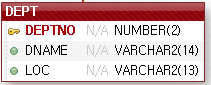 DEPT
DEPTNO N/A NUMBER(2)
DNAME N/A VARCHAR2(14)
LOC N/A VARCHAR2(13)